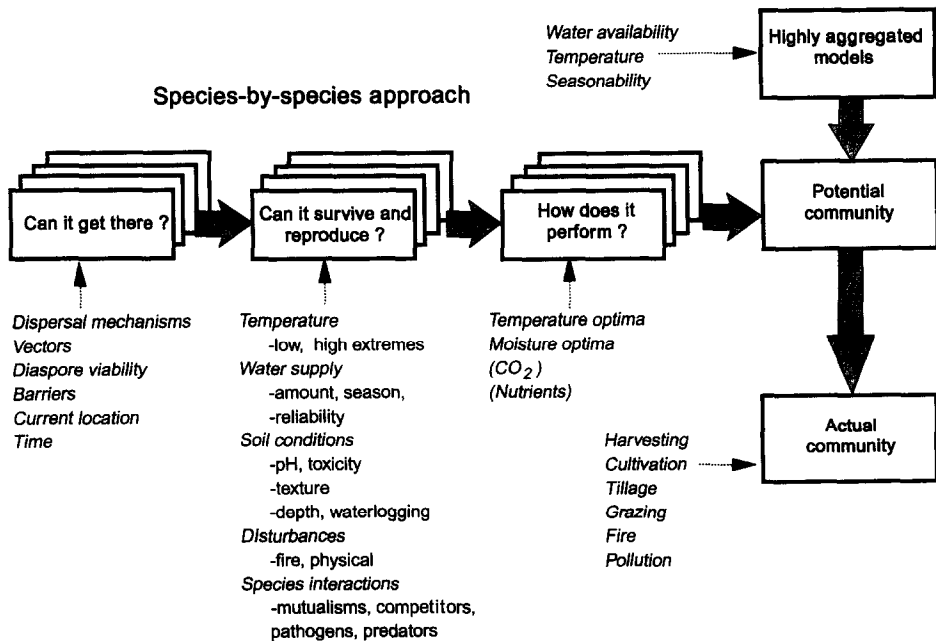 Water availability
Temperature
Seasonability
Highly aggregated
models
Species-by-species approach
Can it get there ?
Can it survive and
reproduce ?
How does it
perform ?
Potential
community
Dispersal mechanisms
Vectors
Diaspore viability
Barriers
Current location
Time
Temperature
-low, high extremes
Water supply
-amount, season,
-reliability
Soil conditions
-pH, toxicity
-texture
-depth, waterlogging
Disturbances
-fire, physical
Species interactions
-mutualisms, competitors,
pathogens, predators
Temperature optima
Moisture optima
(CO2)
(Nutrients)
Harvesting
Cultivation
Tillage
Grazing
Fire
Pollution
Actual
community